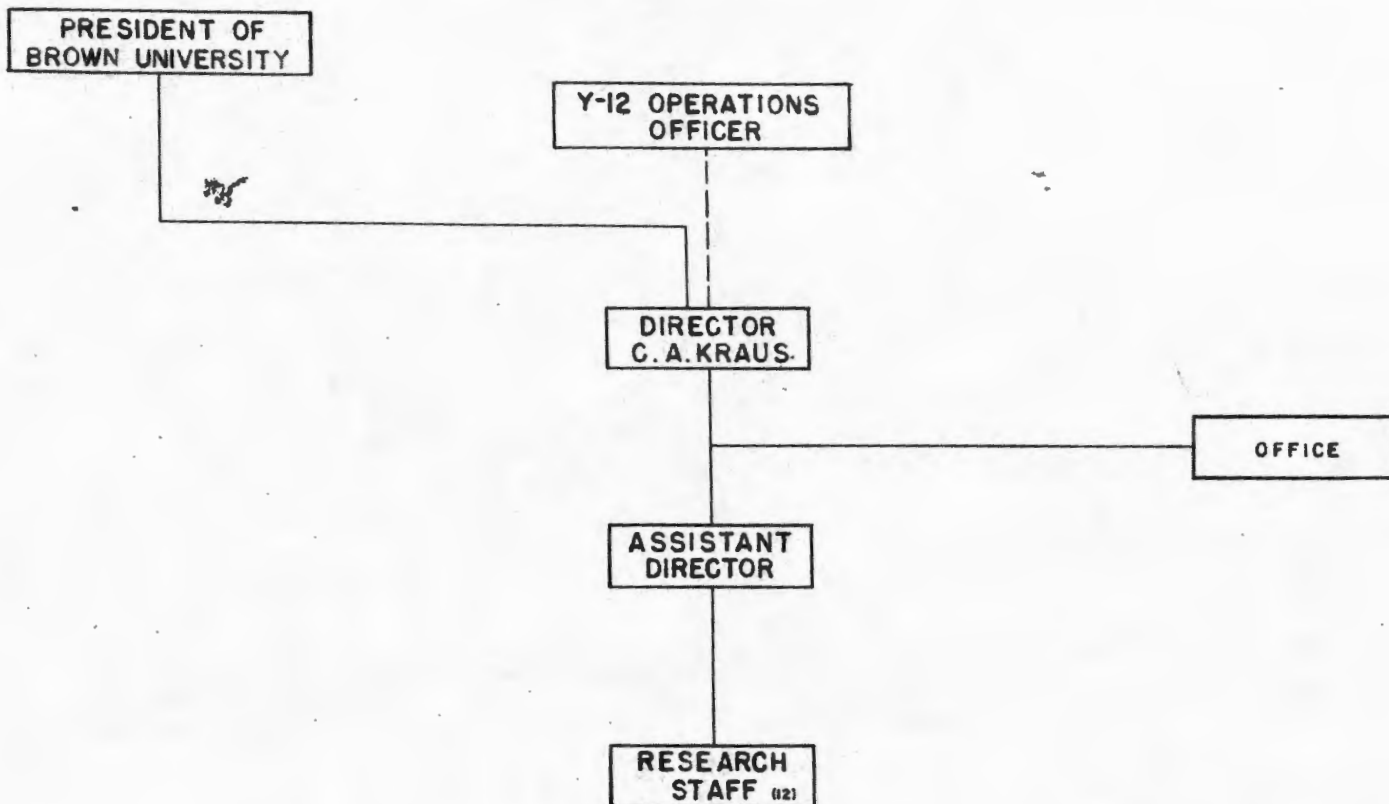 PRESIDENT OF
BROWN UNIVERSITY
Y-12 OPERATIONS
OFFICER
DIRECTOR
C. A. KRAUS.
OFFICE
ASSISTANT
DIRECTOR
RESEARCH
STAFF (12)